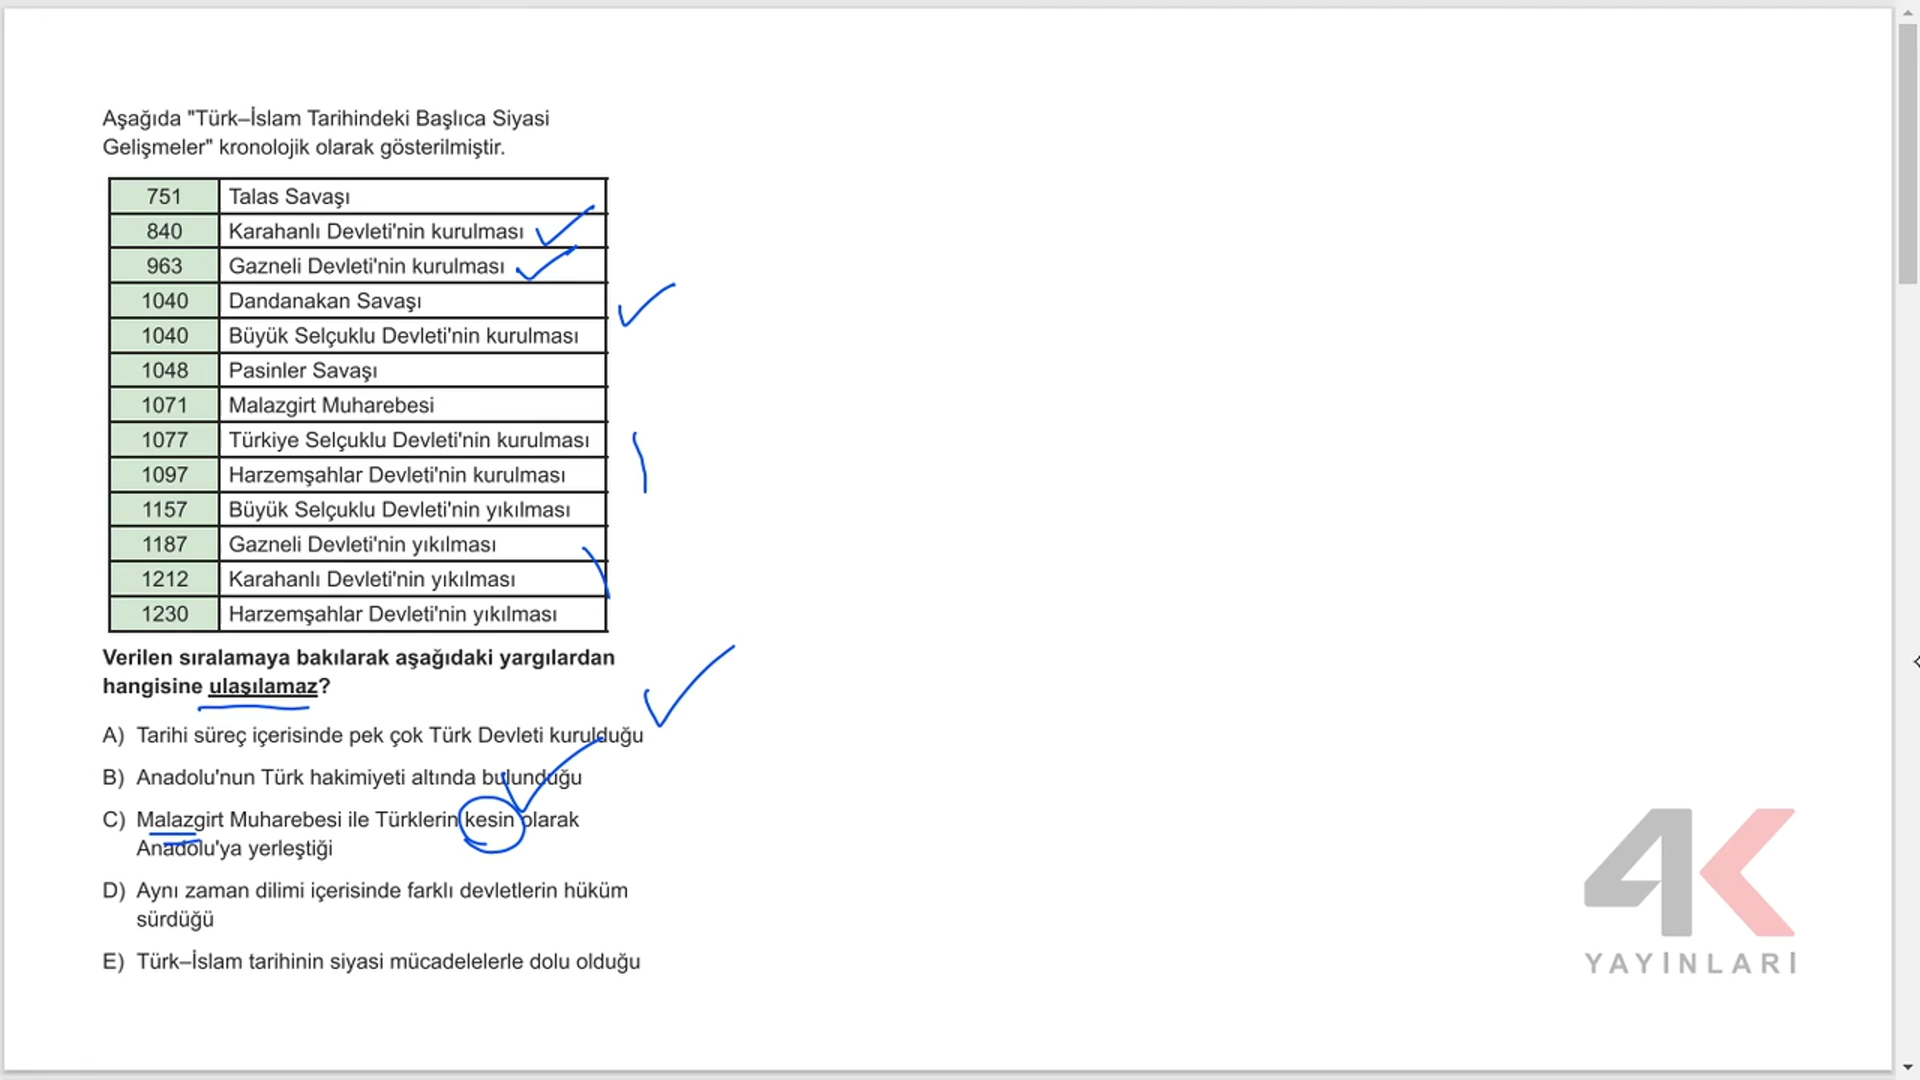 Aşağıda "Türk–İslam Tarihindeki Başlıca Siyasi
Gelişmeler" kronolojik olarak gösterilmiştir.
751 Talas Savaşı
840 Karahanlı Devleti'nin kurulması
963 Gazneli Devleti'nin kurulması
1040 Dandanakan Savaşı
1040 Büyük Selçuklu Devleti'nin kurulması
1048 Pasinler Savaşı
1071 Malazgirt Muharebesi
1077 Türkiye Selçuklu Devleti'nin kurulması
1097 Harzemşahlar Devleti'nin kurulması
1157 Büyük Selçuklu Devleti'nin yıkılması
1187 Gazneli Devleti'nin yıkılması
1212 Karahanlı Devleti'nin yıkılması
1230 Harzemşahlar Devleti'nin yıkılması
Verilen sıralamaya bakılarak aşağıdaki yargılardan
hangisine ulaşılamaz?
A) Tarihi süreç içerisinde pek çok Türk Devleti kurulduğu
B) Anadolu'nun Türk hakimiyeti altında bulunduğu
C) Malazgirt Muharebesi ile Türklerin kesin olarak
Anadolu'ya yerleştiği
D) Aynı zaman dilimi içerisinde farklı devletlerin hüküm
sürdüğü
E) Türk–İslam tarihinin siyasi mücadelelerle dolu olduğu
4K
YAYINLARI